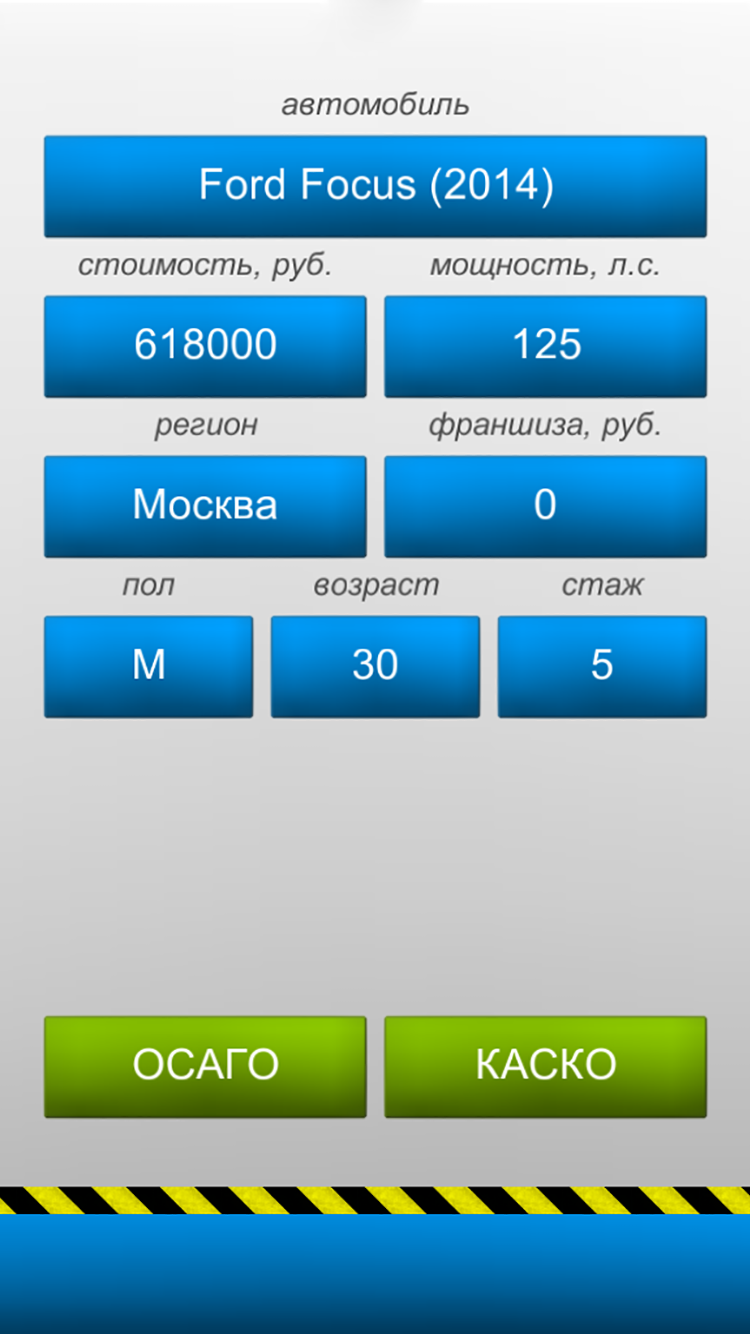 автомобиль
Ford Focus (2014)
стоимость, руб. мощность, л.с.
618000 125
регион франшиза, руб.
Москва 0
пол возраст стаж
М 30 5
ОСАГО КАСКО